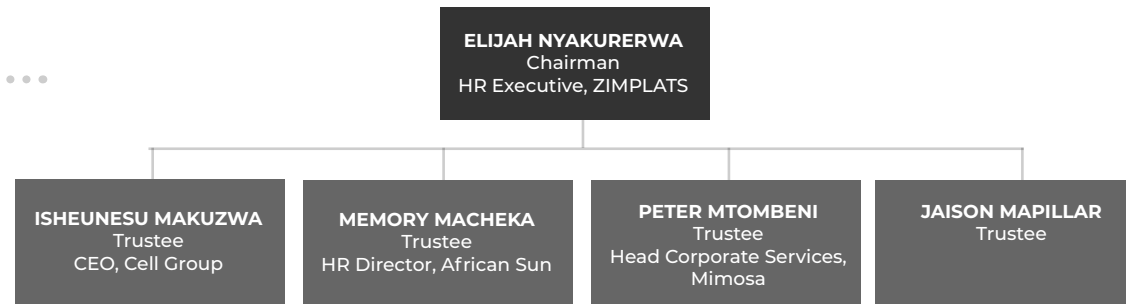 ELIJAH NYAKURERWA
Chairman
HR Executive, ZIMPLATS
ISHEUNESU MAKUZWA
Trustee
CEO, Cell Group
MEMORY MACHEKA
Trustee
HR Director, African Sun
PETER MTOMBENI
Trustee
Head Corporate Services,
Mimosa
JAISON MAPILLAR
Trustee